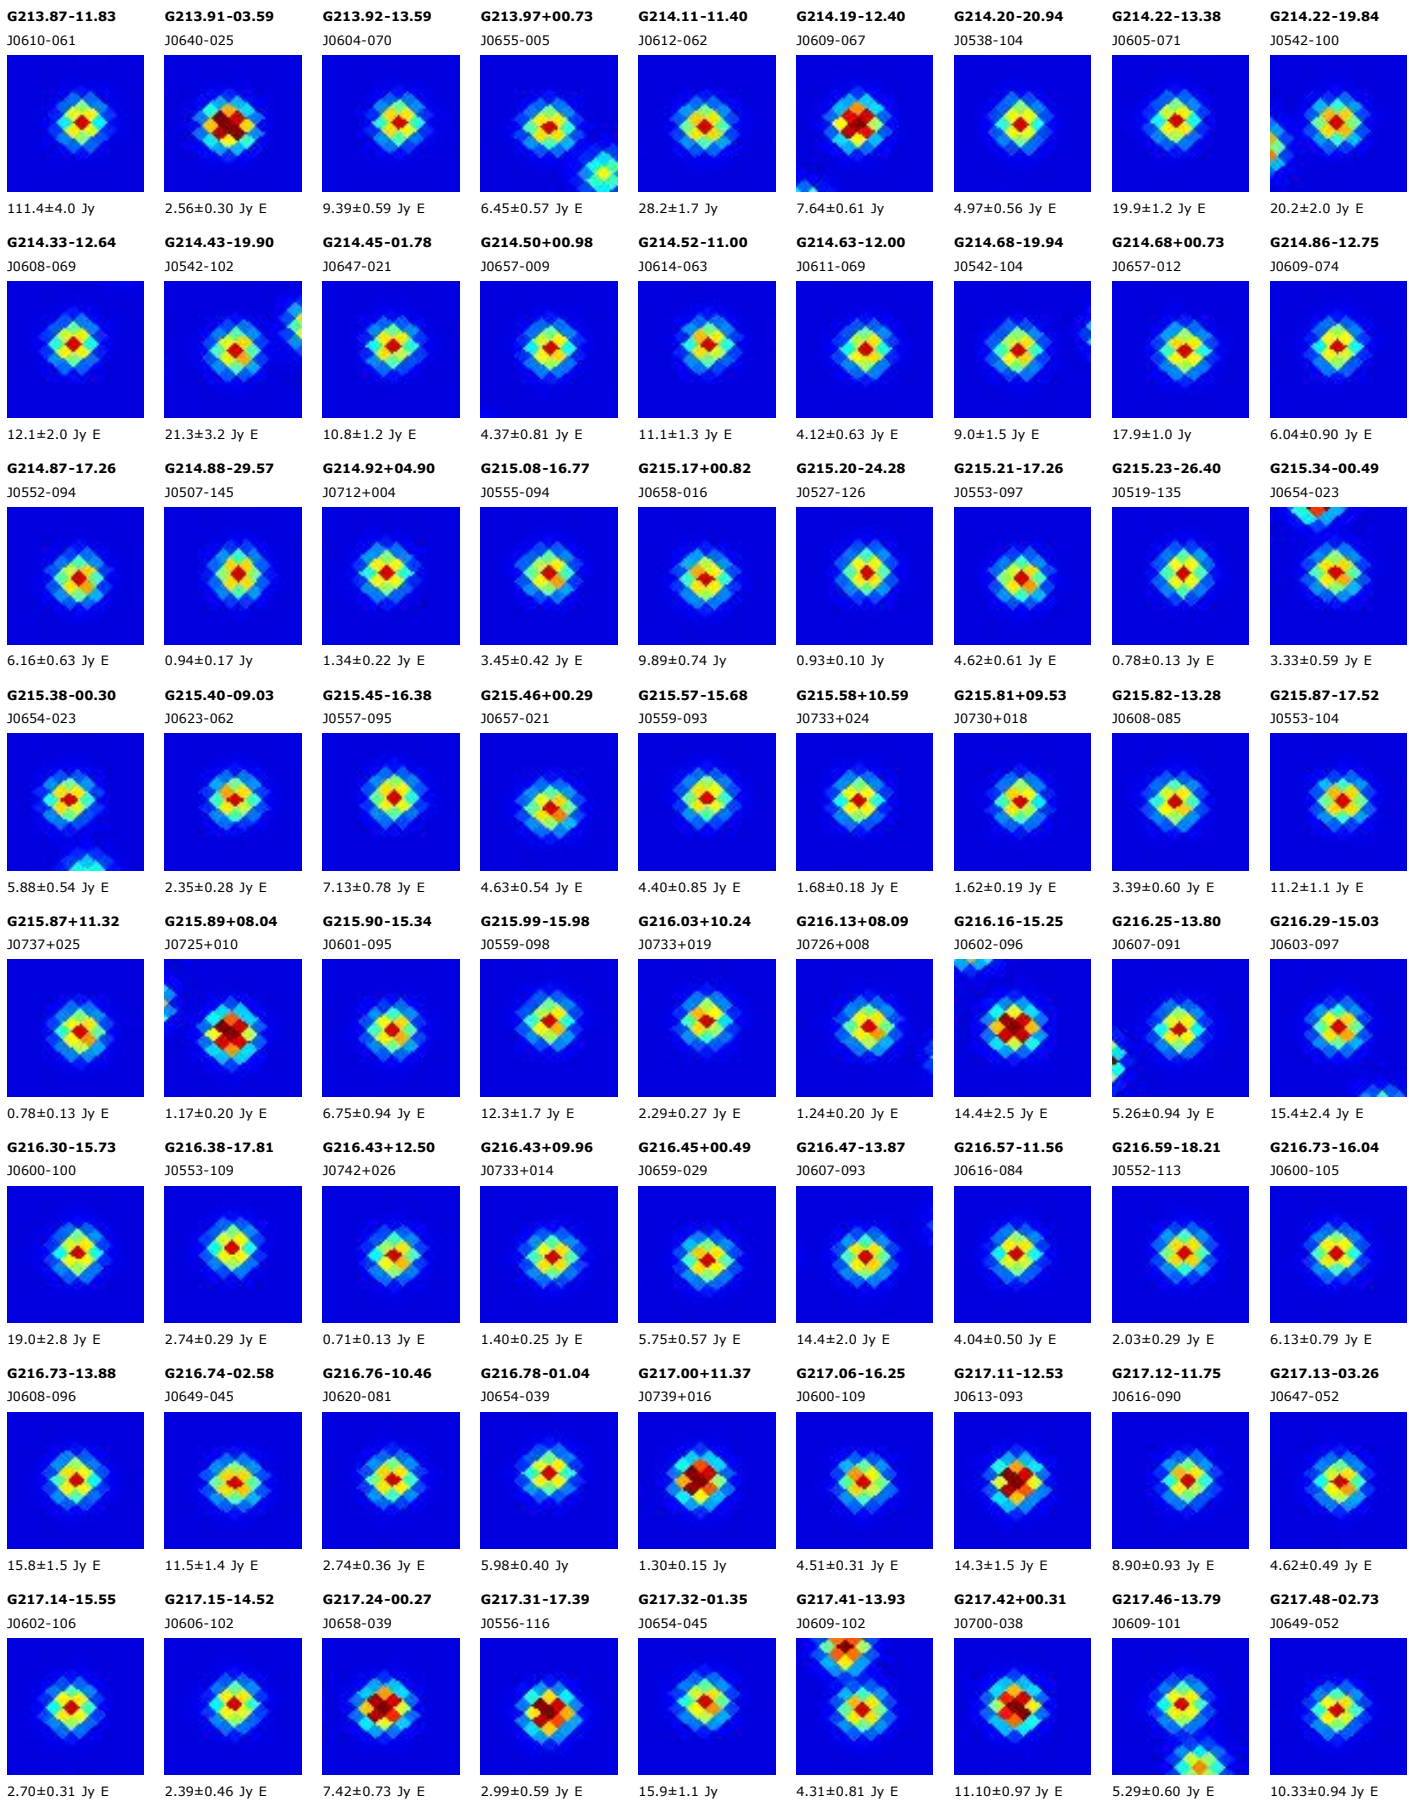 G213.87-11.83 G213.91-03.59 G213.92-13.59 G213.97+00.73 G214.11-11.40 G214.19-12.40 G214.20-20.94 G214.22-13.38 G214.22-19.84
J0610-061 J0640-025 J0604-070 J0655-005 J0612-062 J0609-067 J0538-104 J0605-071 J0542-100
111.4±4.0 Jy 2.56±0.30 Jy E 9.39±0.59 Jy E 6.45±0.57 Jy E 28.2±1.7 Jy 7.64±0.61 Jy 4.97±0.56 Jy E 19.9±1.2 Jy E 20.2±2.0 Jy E
G214.33-12.64 G214.43-19.90 G214.45-01.78 G214.50+00.98 G214.52-11.00 G214.63-12.00 G214.68-19.94 G214.68+00.73 G214.86-12.75
J0608-069 J0542-102 J0647-021 J0657-009 J0614-063 J0611-069 J0542-104 J0657-012 J0609-074
12.1±2.0 Jy E 21.3±3.2 Jy E 10.8±1.2 Jy E 4.37±0.81 Jy E 11.1±1.3 Jy E 4.12±0.63 Jy E 9.0±1.5 Jy E 17.9±1.0 Jy 6.04±0.90 Jy E
G214.87-17.26 G214.88-29.57 G214.92+04.90 G215.08-16.77 G215.17+00.82 G215.20-24.28 G215.21-17.26 G215.23-26.40 G215.34-00.49
J0552-094 J0507-145 J0712+004 J0555-094 J0658-016 J0527-126 J0553-097 J0519-135 J0654-023
6.16±0.63 Jy E 0.94±0.17 Jy 1.34±0.22 Jy E 3.45±0.42 Jy E 9.89±0.74 Jy 0.93±0.10 Jy 4.62±0.61 Jy E 0.78±0.13 Jy E 3.33±0.59 Jy E
G215.38-00.30 G215.40-09.03 G215.45-16.38 G215.46+00.29 G215.57-15.68 G215.58+10.59 G215.81+09.53 G215.82-13.28 G215.87-17.52
J0654-023 J0623-062 J0557-095 J0657-021 J0559-093 J0733+024 J0730+018 J0608-085 J0553-104
5.88±0.54 Jy E 2.35±0.28 Jy E 7.13±0.78 Jy E 4.63±0.54 Jy E 4.40±0.85 Jy E 1.68±0.18 Jy E 1.62±0.19 Jy E 3.39±0.60 Jy E 11.2±1.1 Jy E
G215.87+11.32 G215.89+08.04 G215.90-15.34 G215.99-15.98 G216.03+10.24 G216.13+08.09 G216.16-15.25 G216.25-13.80 G216.29-15.03
J0737+025 J0725+010 J0601-095 J0559-098 J0733+019 J0726+008 J0602-096 J0607-091 J0603-097
0.78±0.13 Jy E 1.17±0.20 Jy E 6.75±0.94 Jy E 12.3±1.7 Jy E 2.29±0.27 Jy E 1.24±0.20 Jy E 14.4±2.5 Jy E 5.26±0.94 Jy E 15.4±2.4 Jy E
G216.30-15.73 G216.38-17.81 G216.43+12.50 G216.43+09.96 G216.45+00.49 G216.47-13.87 G216.57-11.56 G216.59-18.21 G216.73-16.04
J0600-100 J0553-109 J0742+026 J0733+014 J0659-029 J0607-093 J0616-084 J0552-113 J0600-105
19.0±2.8 Jy E 2.74±0.29 Jy E 0.71±0.13 Jy E 1.40±0.25 Jy E 5.75±0.57 Jy E 14.4±2.0 Jy E 4.04±0.50 Jy E 2.03±0.29 Jy E 6.13±0.79 Jy E
G216.73-13.88 G216.74-02.58 G216.76-10.46 G216.78-01.04 G217.00+11.37 G217.06-16.25 G217.11-12.53 G217.12-11.75 G217.13-03.26
J0608-096 J0649-045 J0620-081 J0654-039 J0739+016 J0600-109 J0613-093 J0616-090 J0647-052
15.8±1.5 Jy E 11.5±1.4 Jy E 2.74±0.36 Jy E 5.98±0.40 Jy 1.30±0.15 Jy 4.51±0.31 Jy E 14.3±1.5 Jy E 8.90±0.93 Jy E 4.62±0.49 Jy E
G217.14-15.55 G217.15-14.52 G217.24-00.27 G217.31-17.39 G217.32-01.35 G217.41-13.93 G217.42+00.31 G217.46-13.79 G217.48-02.73
J0602-106 J0606-102 J0658-039 J0556-116 J0654-045 J0609-102 J0700-038 J0609-101 J0649-052
2.70±0.31 Jy E 2.39±0.46 Jy E 7.42±0.73 Jy E 2.99±0.59 Jy E 15.9±1.1 Jy 4.31±0.81 Jy E 11.10±0.97 Jy E 5.29±0.60 Jy E 10.33±0.94 Jy E